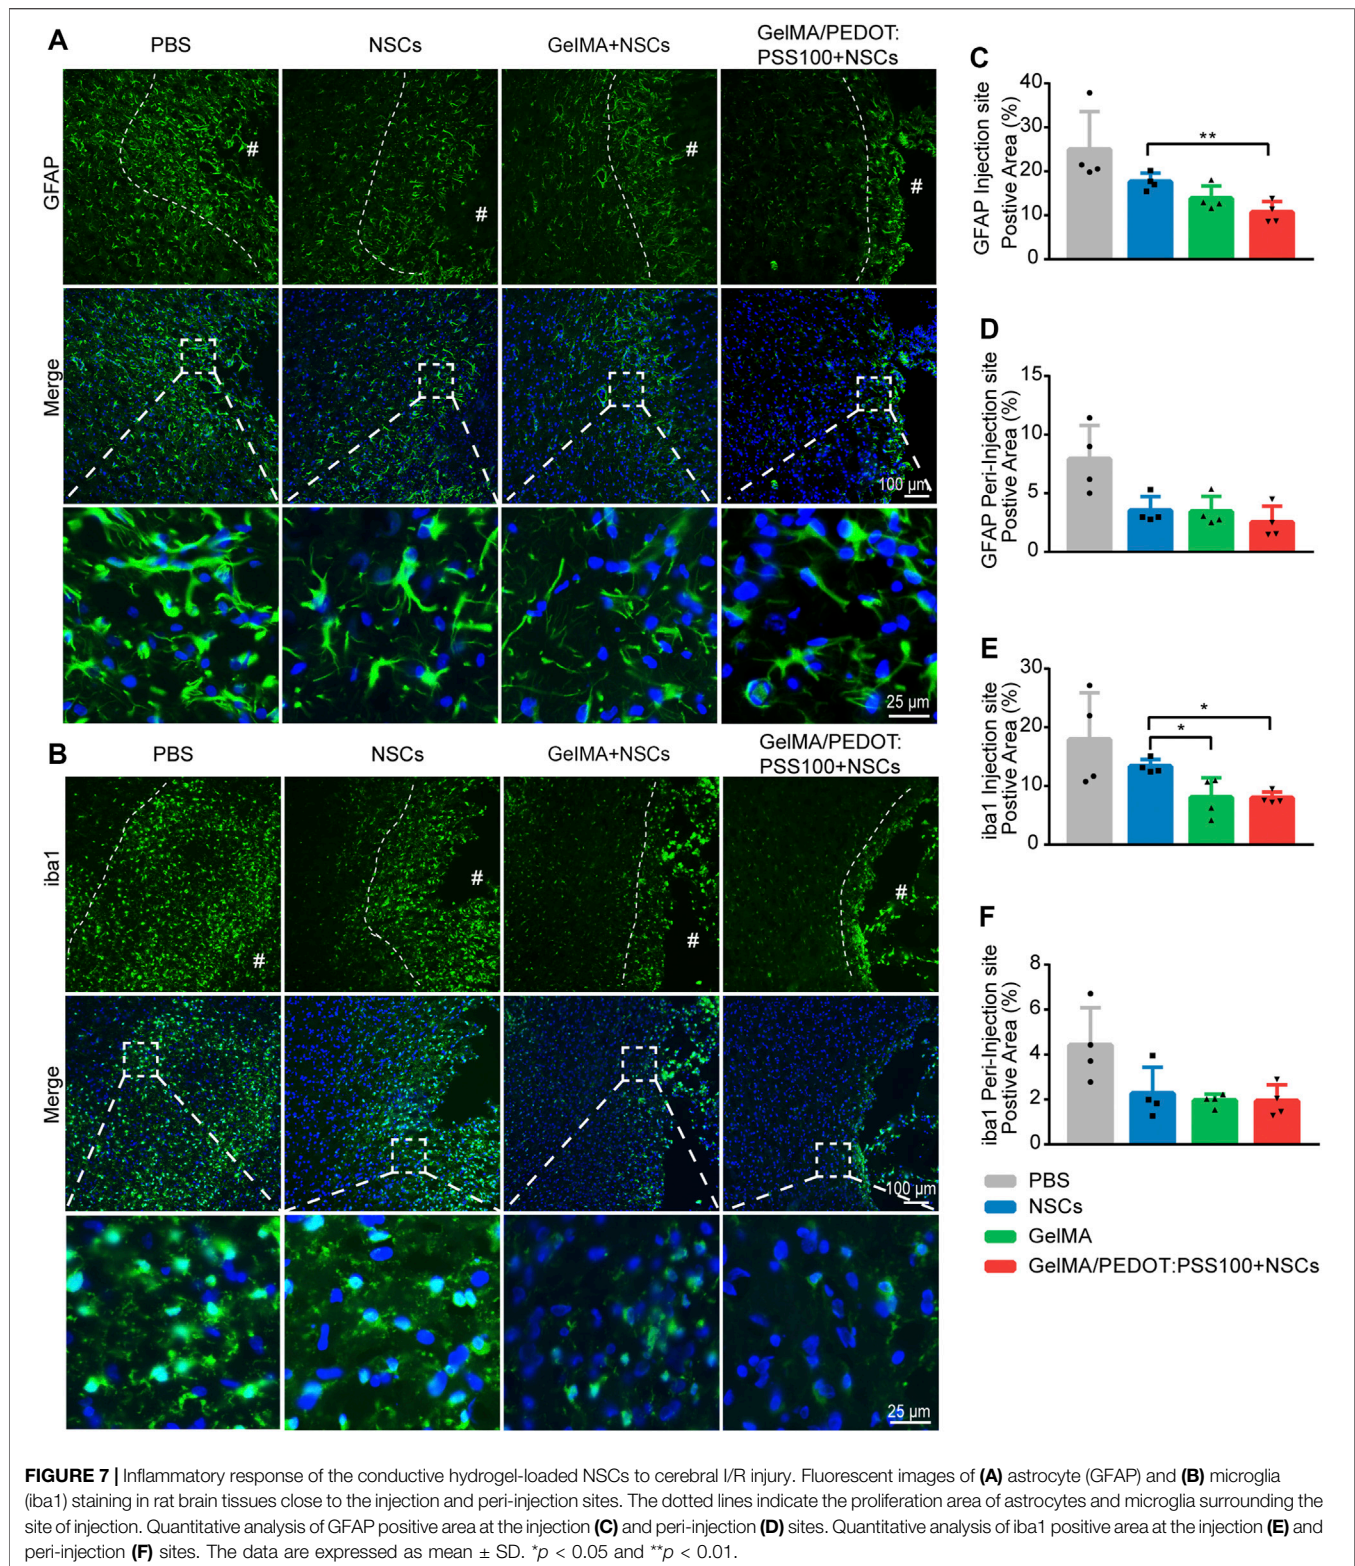 A
PBS
NSCs
GelMA+NSCs
GelMA/PEDOT:
PSS100+NSCs
GFAP
#
#
#
#
Merge
100 µm
25 µm
B
PBS
NSCs
GelMA+NSCs
GelMA/PEDOT:
PSS100+NSCs
iba1
#
#
#
#
Merge
100 µm
25 µm
C
GFAP Injection site
Postive Area (%)
40
30
20
10
0
**
D
GFAP Peri-Injection site
Postive Area (%)
15
10
5
0
E
iba1 Injection site
Postive Area (%)
30
20
10
0
*
*
F
iba1 Peri-Injection site
Postive Area (%)
8
6
4
2
0
PBS
NSCs
GelMA
GelMA/PEDOT:PSS100+NSCs
FIGURE 7 | Inflammatory response of the conductive hydrogel-loaded NSCs to cerebral I/R injury. Fluorescent images of (A) astrocyte (GFAP) and (B) microglia
(iba1) staining in rat brain tissues close to the injection and peri-injection sites. The dotted lines indicate the proliferation area of astrocytes and microglia surrounding the
site of injection. Quantitative analysis of GFAP positive area at the injection (C) and peri-injection (D) sites. Quantitative analysis of iba1 positive area at the injection (E) and
peri-injection (F) sites. The data are expressed as mean ± SD. *p < 0.05 and **p < 0.01.